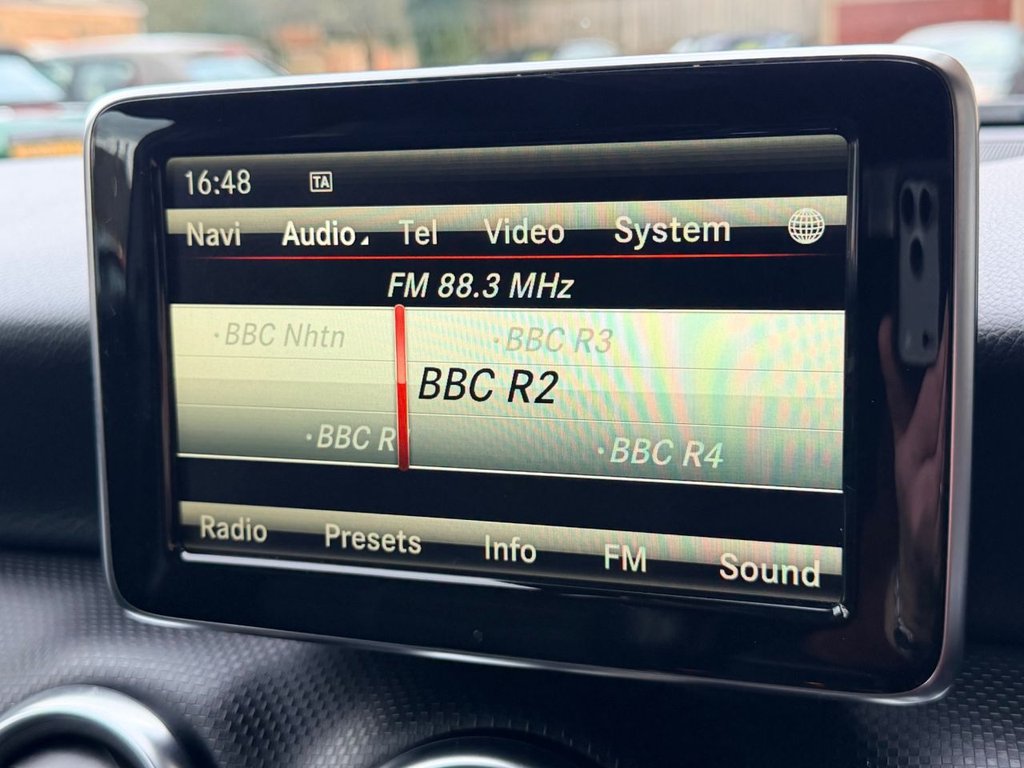 16:48 TA
Navi Audio Tel Video System
FM 88.3 MHz
BBC Nhtn BBC R3
BBC R2
BBC R BBC R4
Radio Presets Info FM Sound